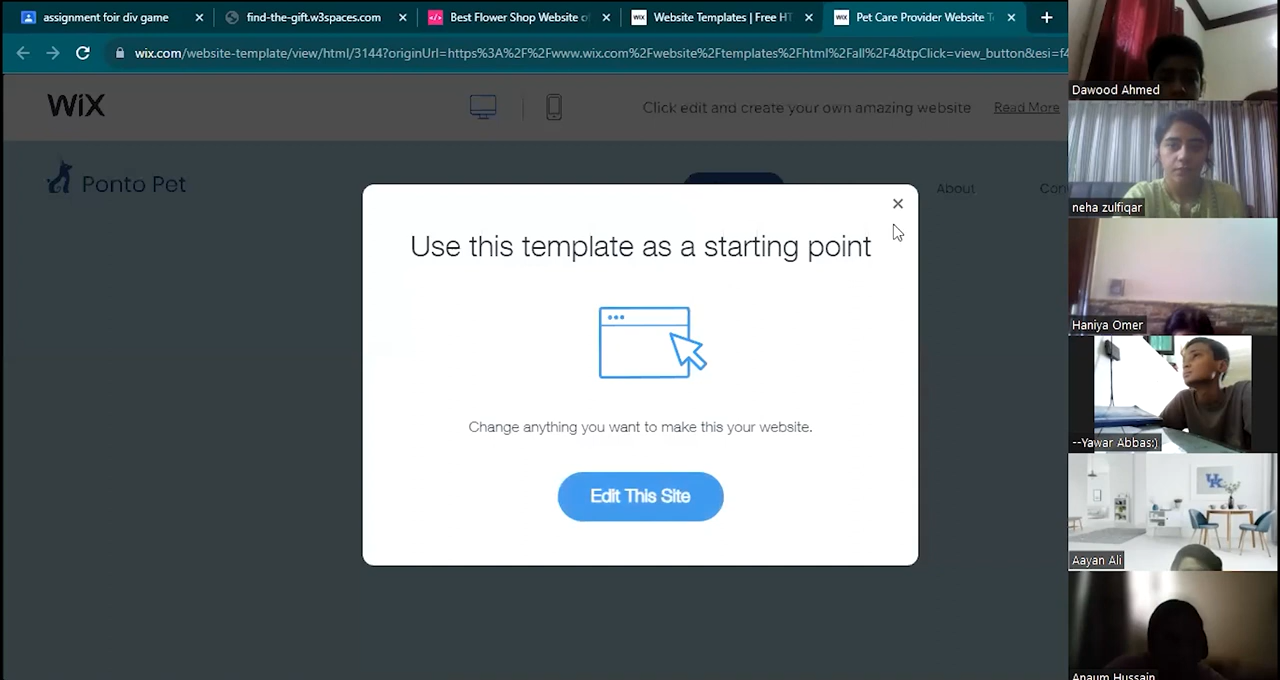 assignment foir div game
find-the-gift.w3spaces.com
Best Flower Shop Website o
Website Templates | Free HT
Pet Care Provider Website T
wix.com/website-template/view/html/3144?originUrl=https%3A%2F%2Fwww.wix.com%2Fwebsite%2Ftemplates%2Fhtml%2Fall%2F4&tpClick=view_button&esi=f4
WiX
Click edit and create your own amazing website
Read More
Ponto Pet
About
Con
Use this template as a starting point
Change anything you want to make this your website.
Edit This Site
Dawood Ahmed
neha zulfiqar
Haniya Omer
--Yawar Abbas:)
UK
Aayan Ali
Anaum Hussain